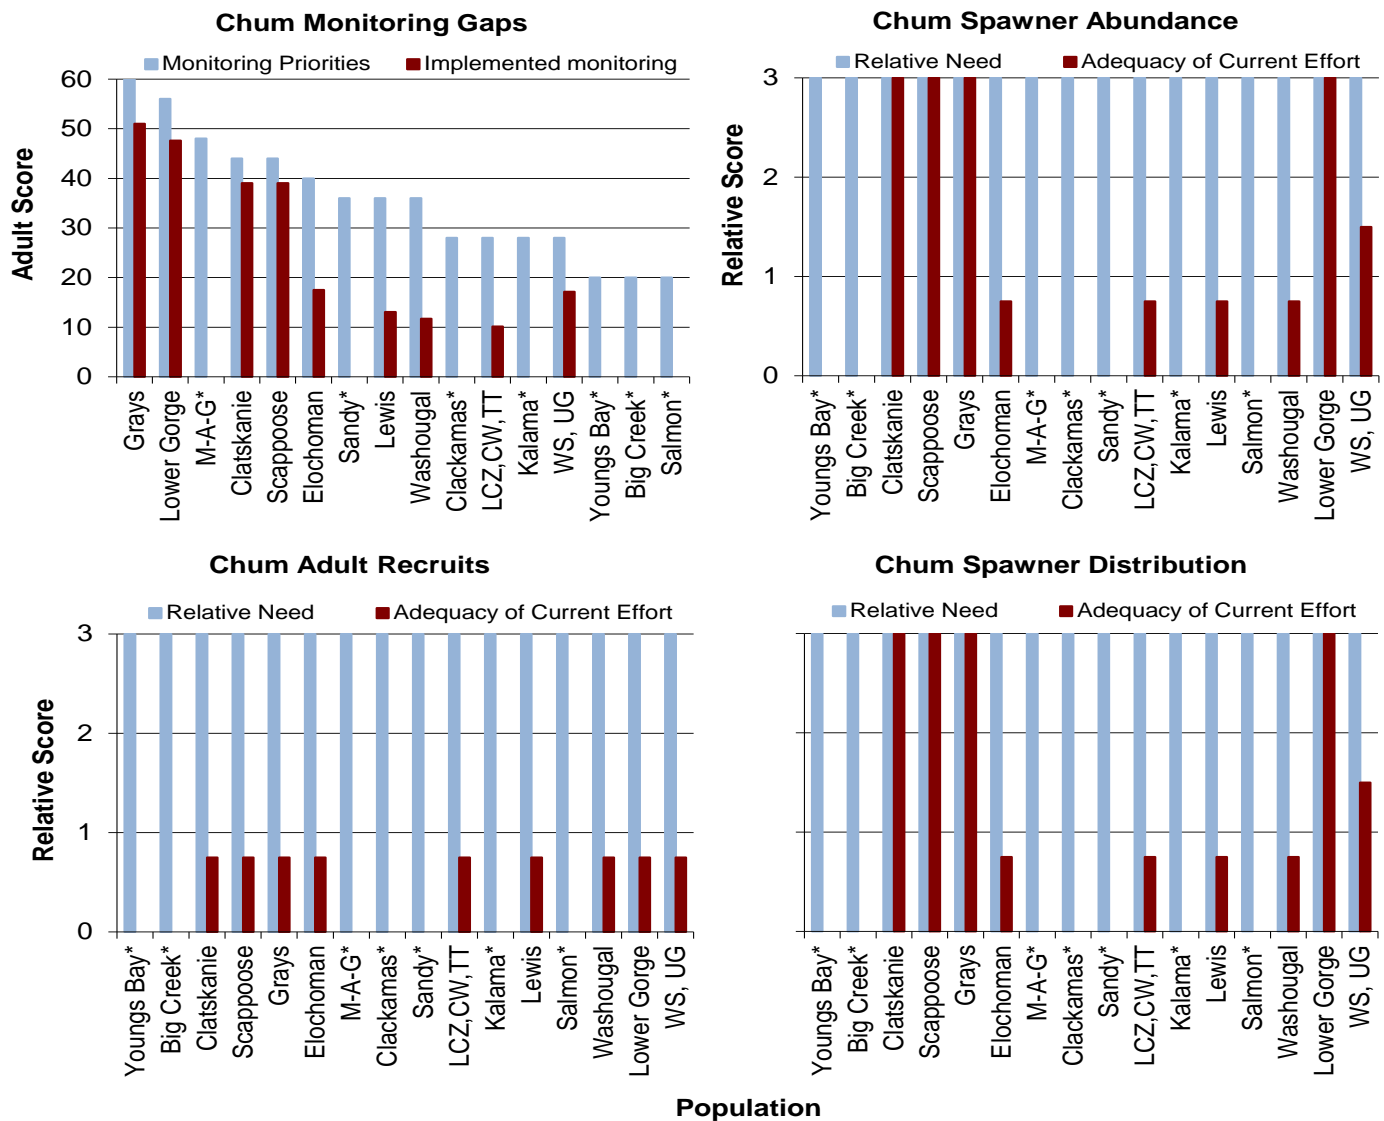 Chum Monitoring Gaps
Monitoring Priorities Implemented monitoring
Adult Score
60
50
40
30
20
10
0
Grays
Lower Gorge
M-A-G*
Clatskanie
Scappoose
Elochoman
Sandy*
Lewis
Washougal
Clackamas*
LCZ,CW,TT
Kalama*
WS, UG
Youngs Bay*
Big Creek*
Salmon*
Chum Spawner Abundance
Relative Need Adequacy of Current Effort
Relative Score
3
2
1
0
Youngs Bay*
Big Creek*
Clatskanie
Scappoose
Grays
Elochoman
M-A-G*
Clackamas*
Sandy*
LCZ,CW,TT
Kalama*
Lewis
Salmon*
Washougal
Lower Gorge
WS, UG
Chum Adult Recruits
Relative Need Adequacy of Current Effort
Relative Score
3
2
1
0
Youngs Bay*
Big Creek*
Clatskanie
Scappoose
Grays
Elochoman
M-A-G*
Clackamas*
Sandy*
LCZ,CW,TT
Kalama*
Lewis
Salmon*
Washougal
Lower Gorge
WS, UG
Chum Spawner Distribution
Relative Need Adequacy of Current Effort
Youngs Bay*
Big Creek*
Clatskanie
Scappoose
Grays
Elochoman
M-A-G*
Clackamas*
Sandy*
LCZ,CW,TT
Kalama*
Lewis
Salmon*
Washougal
Lower Gorge
WS, UG
Population